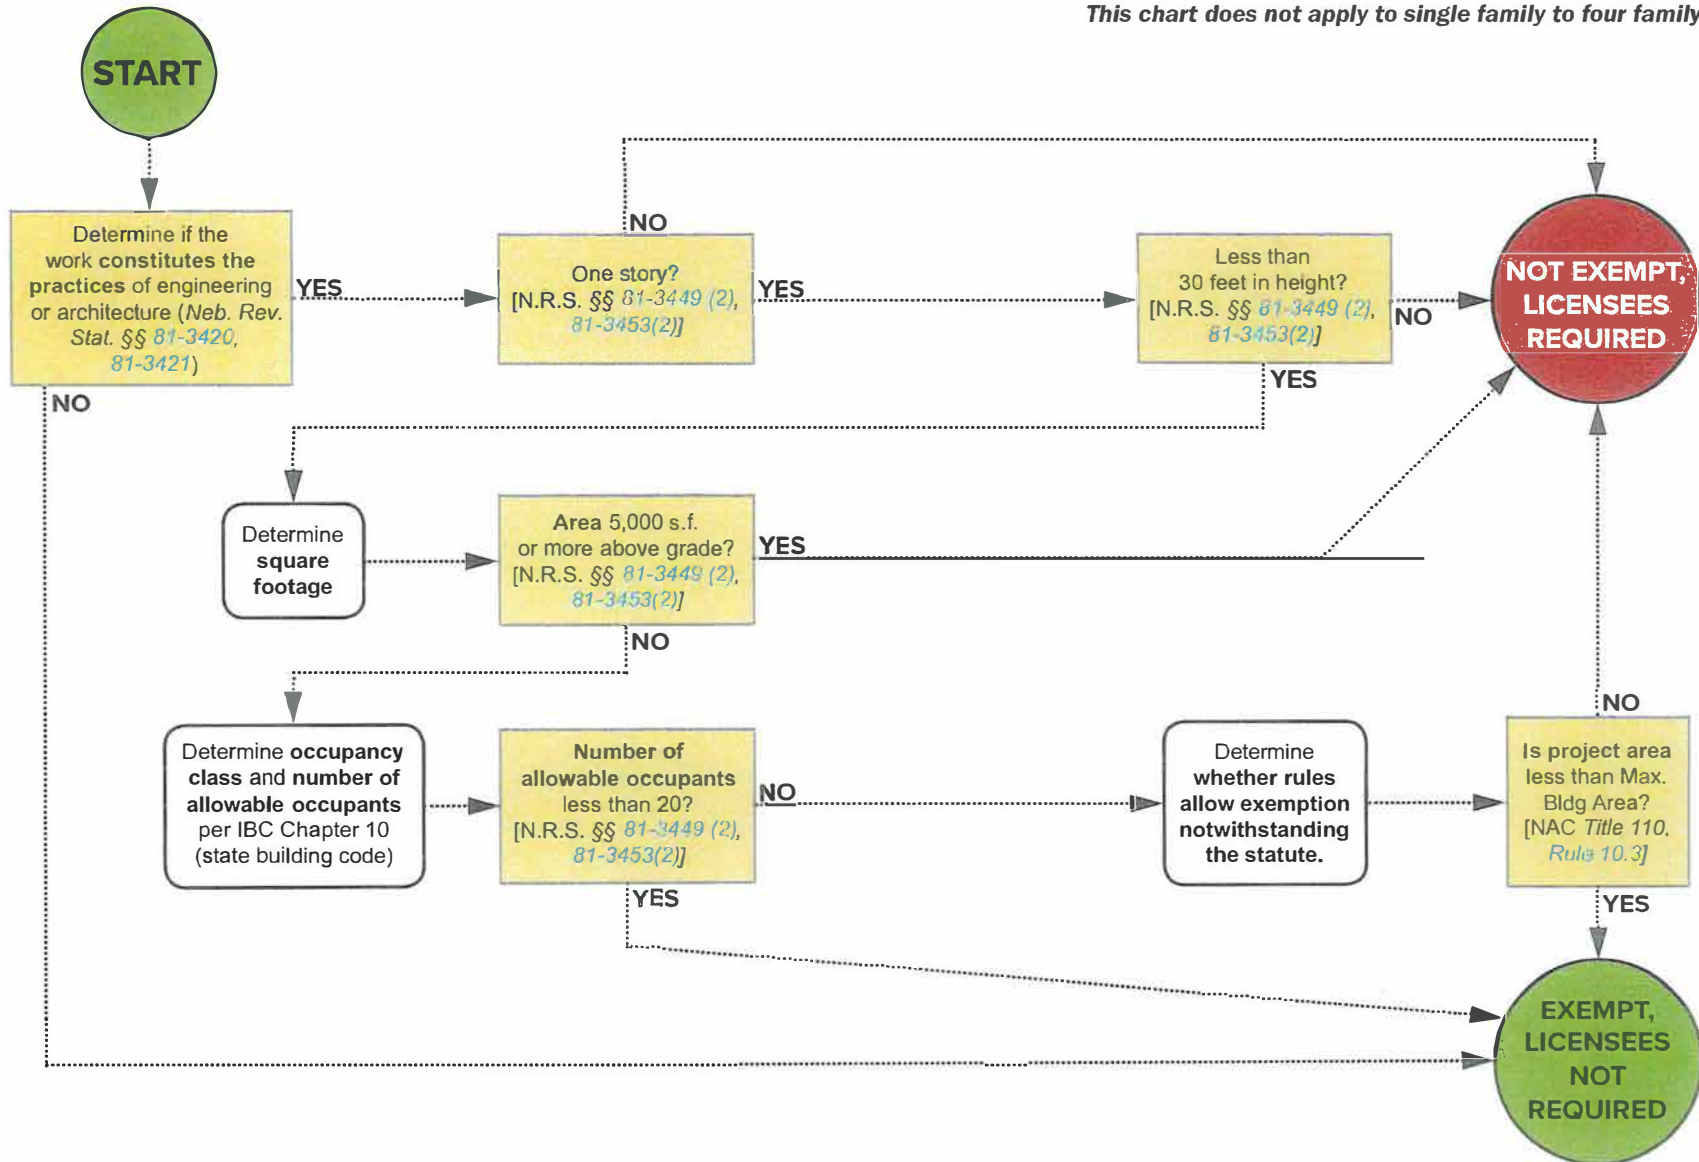 This chart does not apply to single family to four family
START
Determine if the
work constitutes the
practices of engineering
or architecture (Neb. Rev.
Stat. §§ 81-3420,
81-3421)
YES
NO
One story?
[N.R.S. §§ 81-3449 (2),
81-3453(2)]
NO
YES
Less than
30 feet in height?
[N.R.S. §§ 81-3449 (2),
81-3453(2)]
NO
YES
NOT EXEMPT,
LICENSEES
REQUIRED
Determine
square
footage
Area 5,000 s.f.
or more above grade?
[N.R.S. §§ 81-3449 (2),
81-3453(2)]
YES
NO
Determine occupancy
class and number of
allowable occupants
per IBC Chapter 10
(state building code)
Number of
allowable occupants
less than 20?
[N.R.S. §§ 81-3449 (2),
81-3453(2)]
NO
YES
Determine
whether rules
allow exemption
notwithstanding
the statute.
NO
Is project area
less than Max.
Bldg Area?
[NAC Title 110,
Rule 10.3]
YES
EXEMPT,
LICENSEES
NOT
REQUIRED